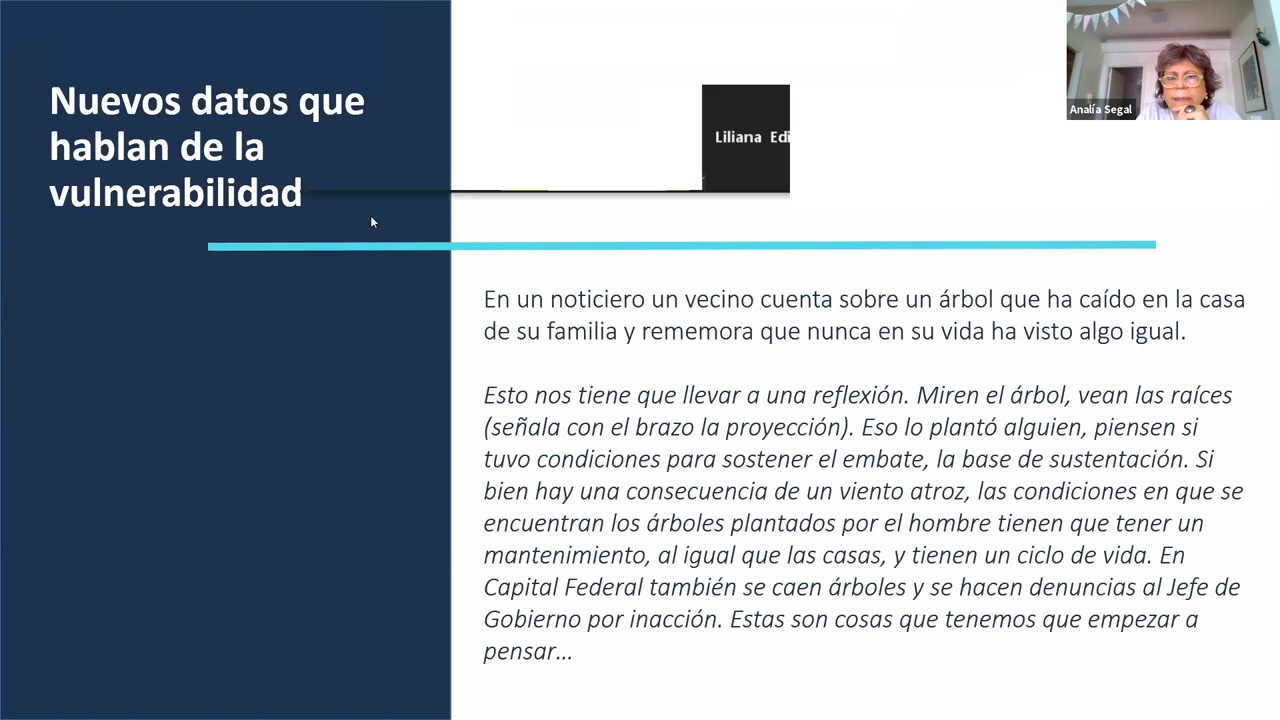 Nuevos datos que
hablan de la
vulnerabilidad
Liliana Edi
Analía Segal
En un noticiero un vecino cuenta sobre un árbol que ha caído en la casa
de su familia y rememora que nunca en su vida ha visto algo igual.
Esto nos tiene que llevar a una reflexión. Miren el árbol, vean las raíces
(señala con el brazo la proyección). Eso lo plantó alguien, piensen si
tuvo condiciones para sostener el embate, la base de sustentación. Si
bien hay una consecuencia de un viento atroz, las condiciones en que se
encuentran los árboles plantados por el hombre tienen que tener un
mantenimiento, al igual que las casas, y tienen un ciclo de vida. En
Capital Federal también se caen árboles y se hacen denuncias al Jefe de
Gobierno por inacción. Estas son cosas que tenemos que empezar a
pensar...